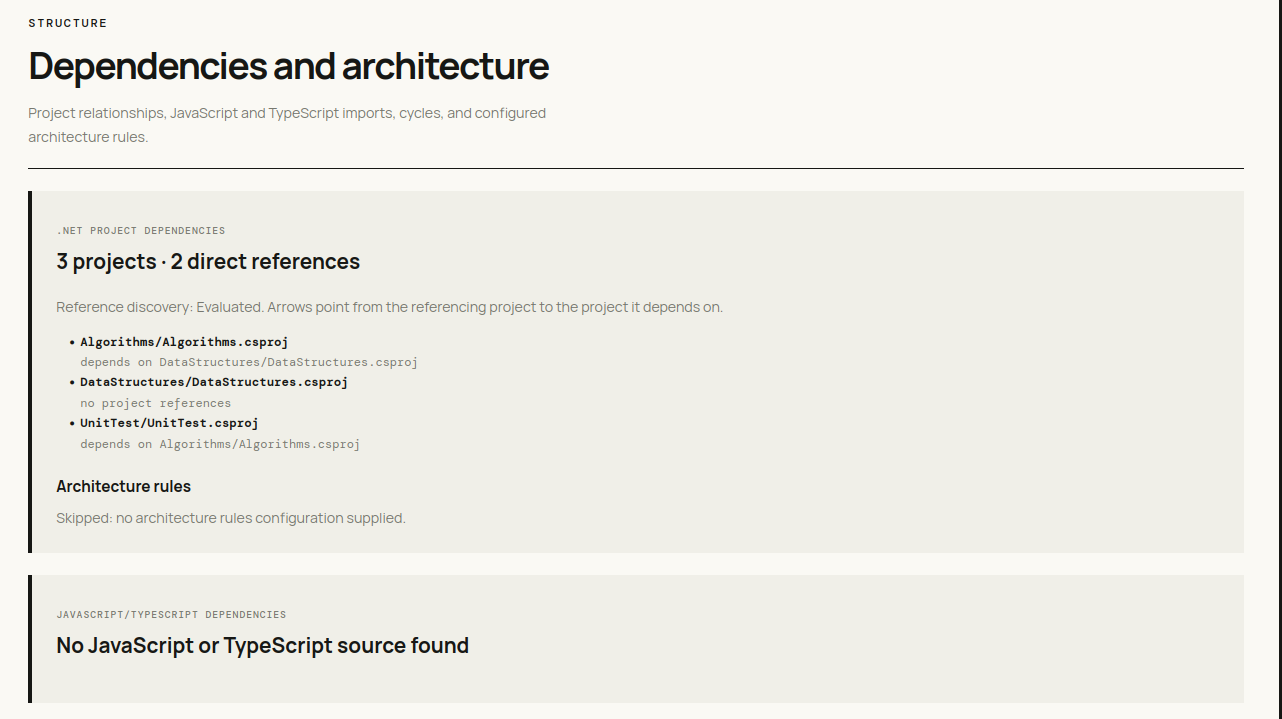 STRUCTURE
Dependencies and architecture
Project relationships, JavaScript and TypeScript imports, cycles, and configured
architecture rules.
.NET PROJECT DEPENDENCIES
3 projects · 2 direct references
Reference discovery: Evaluated. Arrows point from the referencing project to the project it depends on.
• Algorithms/Algorithms.csproj
depends on DataStructures/DataStructures.csproj
• DataStructures/DataStructures.csproj
no project references
• UnitTest/UnitTest.csproj
depends on Algorithms/Algorithms.csproj
Architecture rules
Skipped: no architecture rules configuration supplied.
JAVASCRIPT/TYPESCRIPT DEPENDENCIES
No JavaScript or TypeScript source found